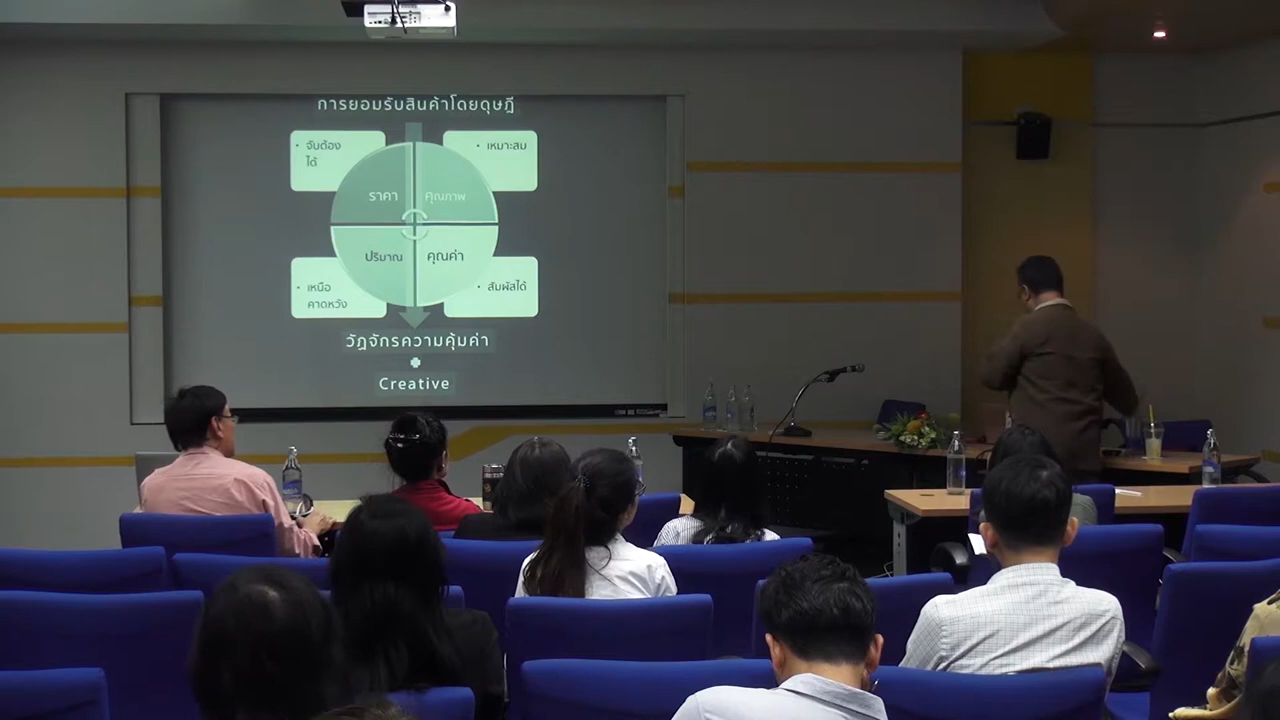 การยอมรับสินค้าโดยดุษฎี
• จับต้อง
ได้
• เหมาะสม
ราคา
คุณภาพ
ปริมาณ
คุณค่า
• เหนือ
คาดหวัง
• สัมผัสได้
วัฏจักรความคุ้มค่า
Creative